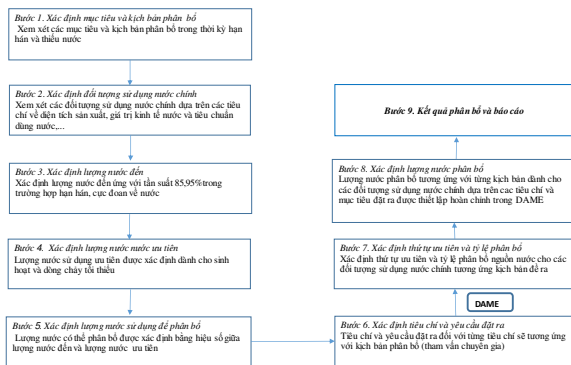 Bước 1. Xác định mục tiêu và kịch bản phân bổ
Xem xét các mục tiêu và kịch bản phân bổ trong thời kỳ hạn
hán và thiếu nước
Bước 2. Xác định đối tượng sử dụng nước chính
Xem xét các đối tượng sử dụng nước chính dựa trên các tiêu
chí về diện tích sản xuất, giá trị kinh tế nước và tiêu chuẩn
dùng nước,...
Bước 3. Xác định lượng nước đến
Xác định lượng nước đến ứng với tần suất 85,95%trong
trường hợp hạn hán, cực đoan về nước
Bước 4. Xác định lượng nước nước ưu tiên
Lượng nước sử dụng ưu tiên được xác định dành cho sinh
hoạt và dòng chảy tối thiểu
Bước 5. Xác định lượng nước sử dụng để phân bổ
Lượng nước có thể phân bổ được xác định bằng hiệu số giữa
lượng nước đến và lượng nước ưu tiên
Bước 6. Xác định tiêu chí và yêu cầu đặt ra
Tiêu chí và yêu cầu đặt ra đối với từng tiêu chí sẽ tương ứng
với kịch bản phân bổ (tham vấn chuyên gia)
DAME
Bước 7. Xác định thứ tự ưu tiên và tỷ lệ phân bổ
Xác định thứ tự ưu tiên và tỷ lệ phân bổ nguồn nước cho các
đối tượng sử dụng nước chính tương ứng kịch bản đề ra
Bước 8. Xác định lượng nước phân bổ
Lượng nước phân bổ tương ứng với từng kịch bản dành cho
các đối tượng sử dụng nước chính dựa trên cac tiêu chí và
mục tiêu đặt ra được thiết lập hoàn chỉnh trong DAME
Bước 9. Kết quả phân bổ và báo cáo